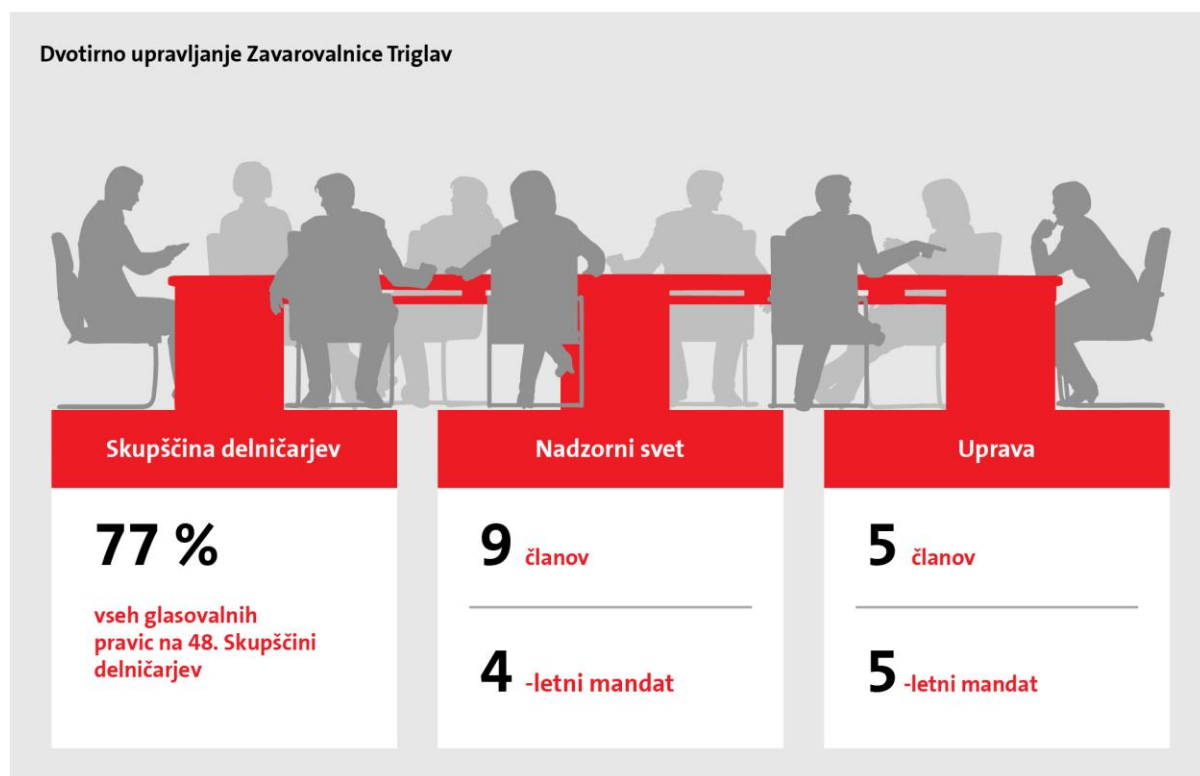 Dvotirno upravljanje Zavarovalnice Triglav
Skupščina delničarjev
77 %
vseh glasovalnih
pravic na 48. Skupščini
delničarjev
Nadzorni svet
9 članov
4 -letni mandat
Uprava
5 članov
5 -letni mandat